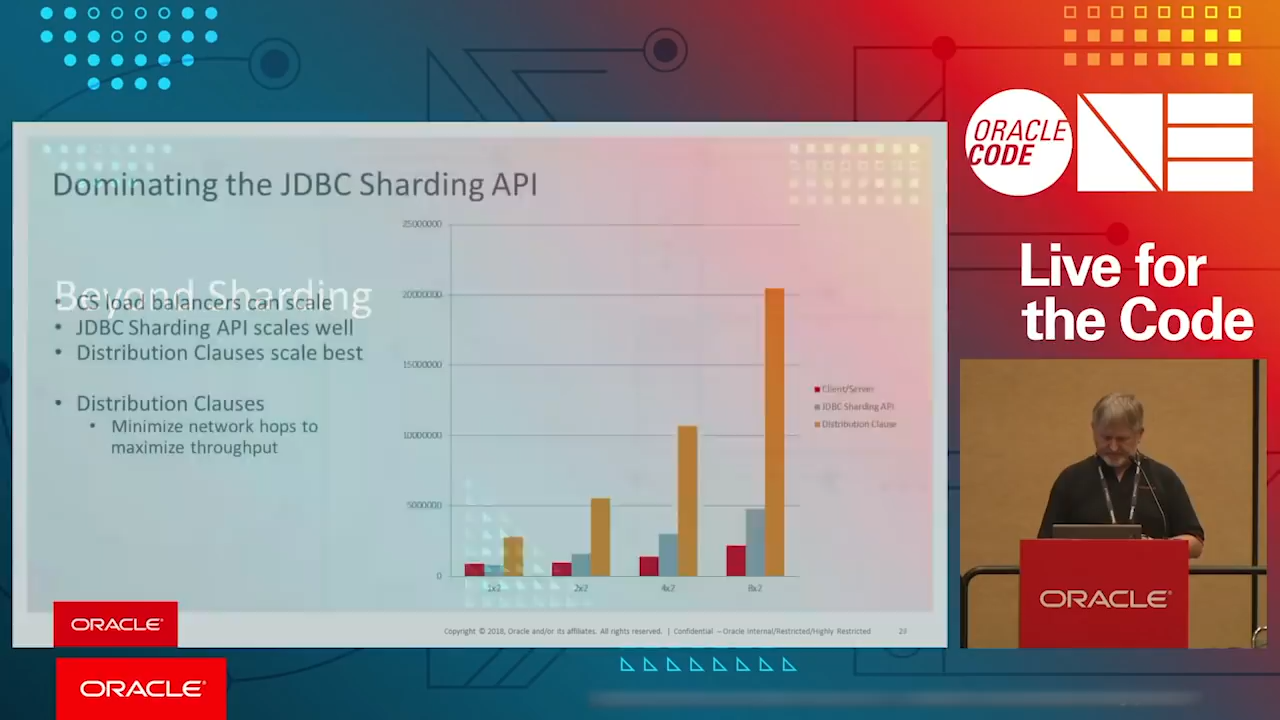 ORACLE
CODE
ONE
Live for
the Code
Dominating the JDBC Sharding API
Beyond Sharding
• CS load balancers can scale
• JDBC Sharding API scales well
• Distribution Clauses scale best
• Distribution Clauses
• Minimize network hops to
maximize throughput
25000000
20000000
15000000
10000000
5000000
0
1x2
2x2
4x2
8x2
Client/Server
JDBC Sharding API
Distribution Clause
ORACLE
Copyright © 2018, Oracle and/or its affiliates. All rights reserved. | Confidential – Oracle Internal/Restricted/Highly Restricted
ORACLE
ORACLE